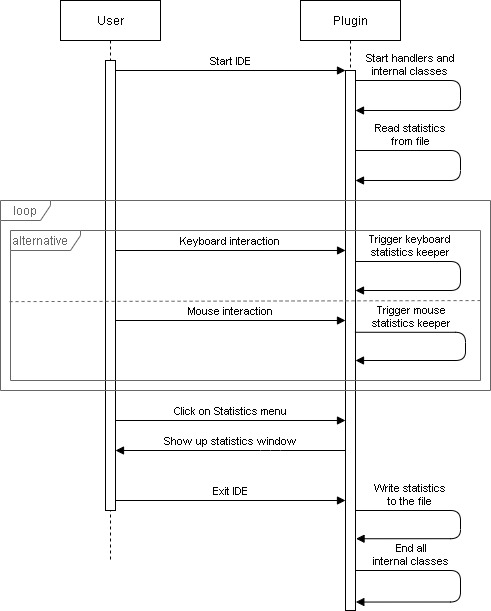 User
Plugin
Start IDE
Start handlers and
internal classes
Read statistics
from file
loop
alternative
Keyboard interaction
Trigger keyboard
statistics keeper
Mouse interaction
Trigger mouse
statistics keeper
Click on Statistics menu
Show up statistics window
Exit IDE
Write statistics
to the file
End all
internal classes